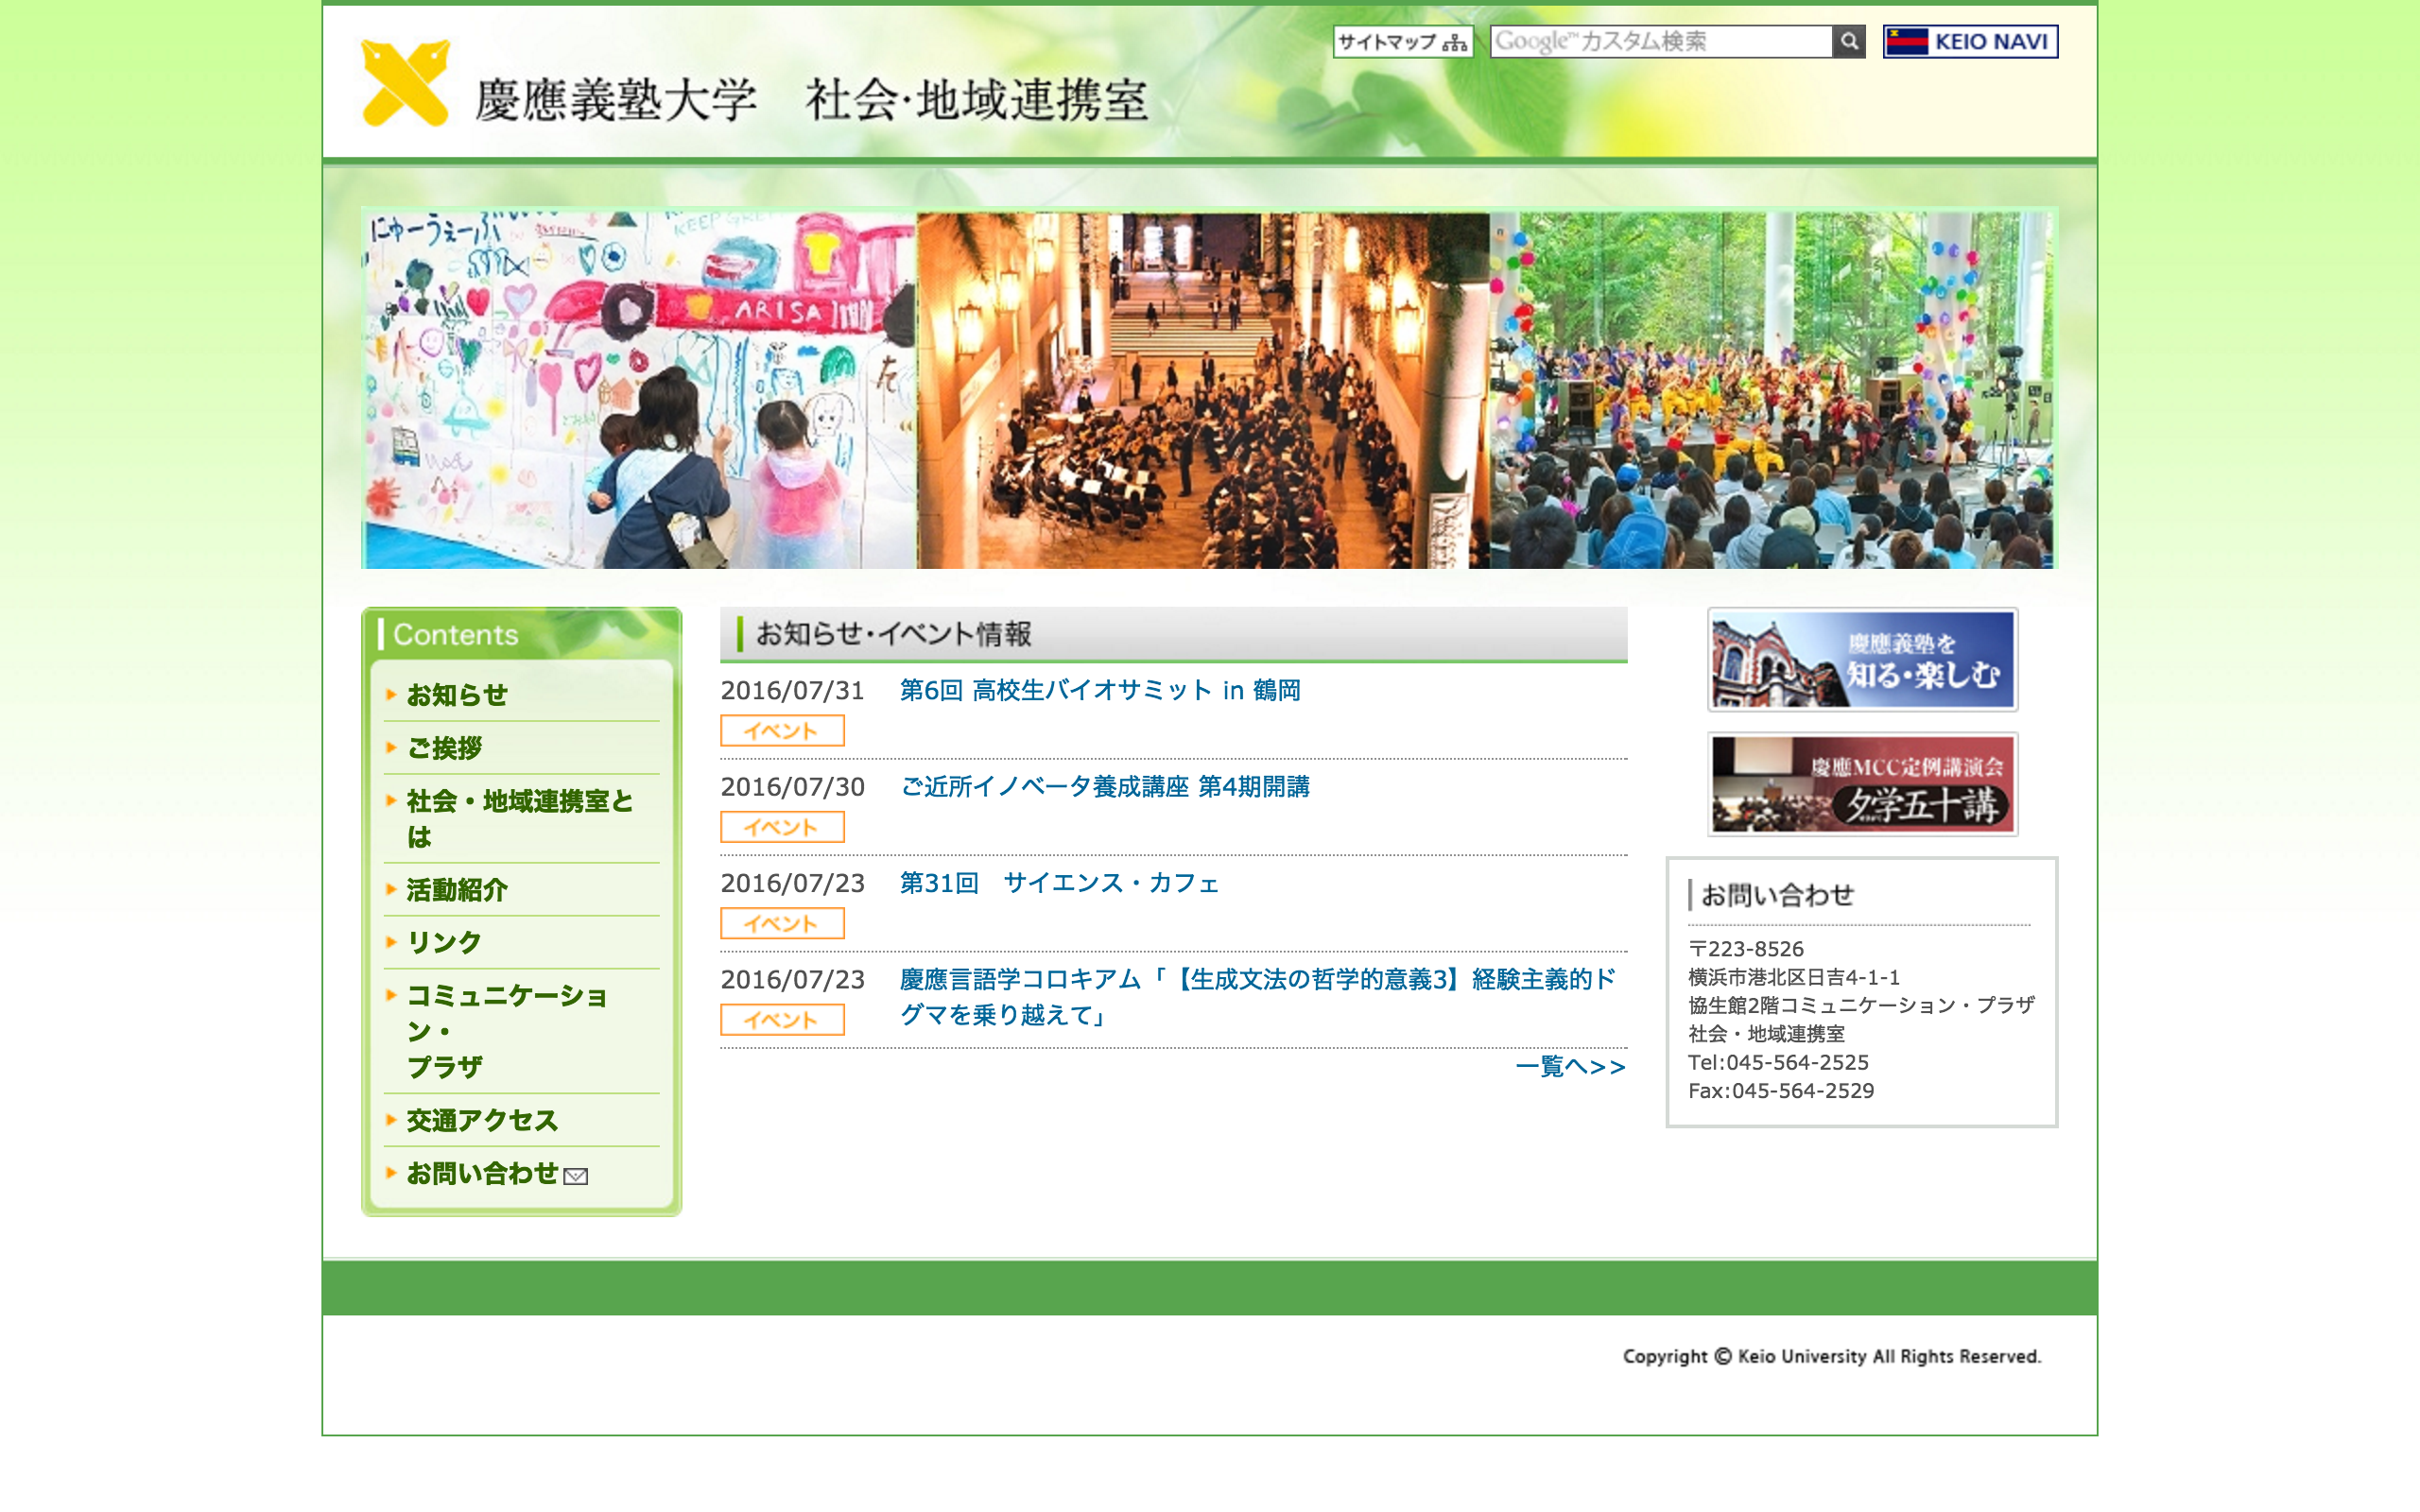 慶應義塾大学　社会・地域連携室
サイトマップ
Google™カスタム検索
KEIO NAVI
にゅーうぇーぶ
KEEP GRE
ARISA
た
Contents
お知らせ
ご挨拶
社会・地域連携室と
は
活動紹介
リンク
コミュニケーショ
ン・
プラザ
交通アクセス
お問い合わせ
お知らせ・イベント情報
2016/07/31 第6回 高校生バイオサミット in 鶴岡
イベント
2016/07/30 ご近所イノベータ養成講座 第4期開講
イベント
2016/07/23 第31回　サイエンス・カフェ
イベント
2016/07/23 慶應言語学コロキアム「【生成文法の哲学的意義3】経験主義的ド
グマを乗り越えて」
イベント
一覧へ>>
慶應義塾を
知る・楽しむ
慶應MCC定例講演会
夕学五十講
お問い合わせ
〒223-8526
横浜市港北区日吉4-1-1
協生館2階コミュニケーション・プラザ
社会・地域連携室
Tel:045-564-2525
Fax:045-564-2529
Copyright © Keio University All Rights Reserved.